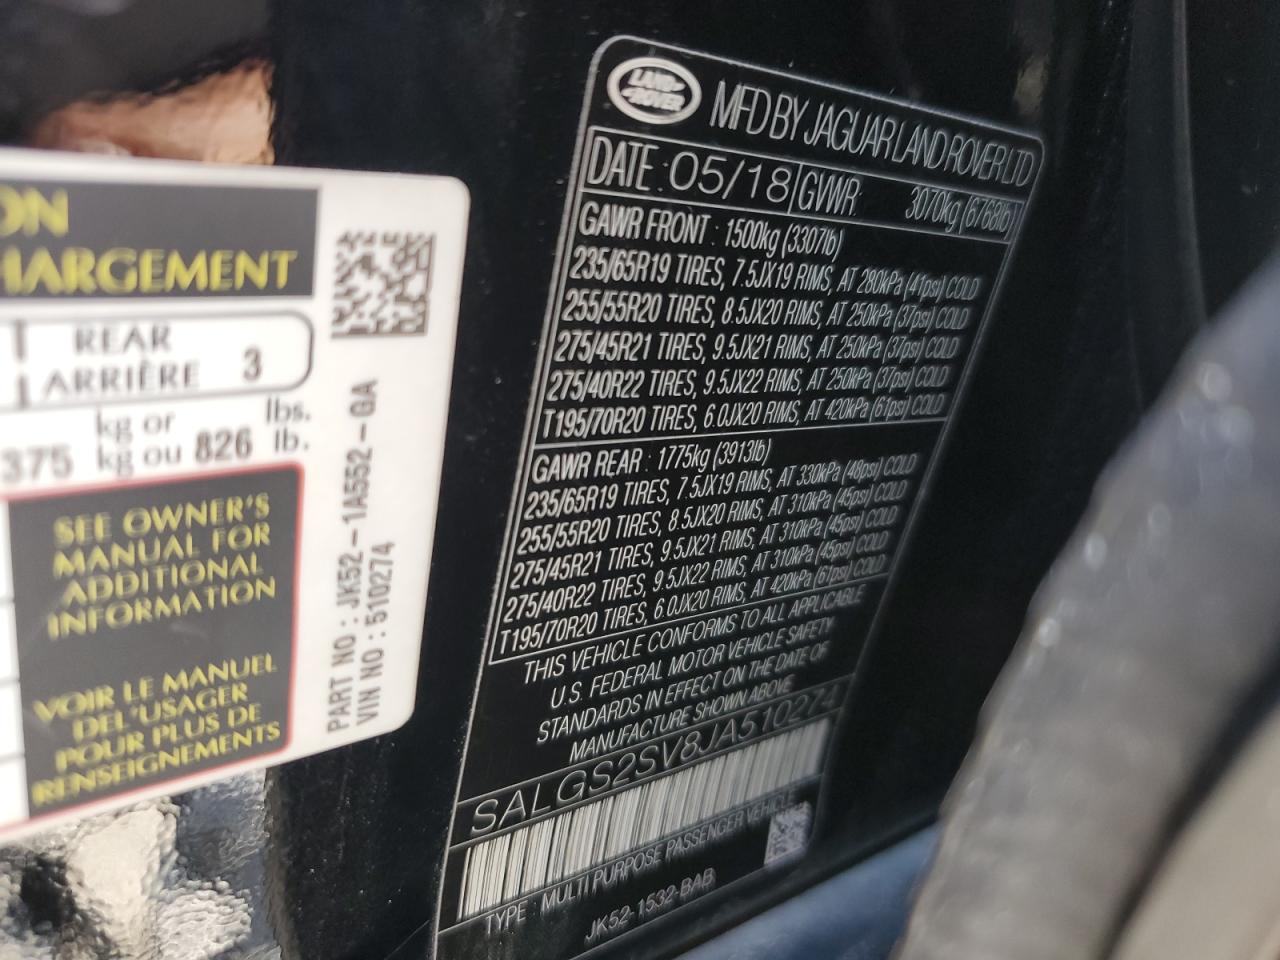 ON
HARGEMENT
REAR
ARRIÈRE 3
375 kg or
kg ou 826 lbs.
lb.
SEE OWNER'S
MANUAL FOR
ADDITIONAL
INFORMATION
VOIR LE MANUEL
DEL'USAGER
POUR PLUS DE
RENSEIGNEMENTS
PART NO : JK52-1A552-GA
VIN NO : 510274
LAND ROVER
MFD BY JAGUAR LAND ROVER LTD
DATE: 05/18 GVWR: 3070kg (6768lb)
GAWR FRONT : 1500kg (3307lb)
235/65R19 TIRES, 7.5JX19 RIMS, AT 280kPa (41psi) COLD
255/55R20 TIRES, 8.5JX20 RIMS, AT 250kPa (37psi) COLD
275/45R21 TIRES, 9.5JX21 RIMS, AT 250kPa (37psi) COLD
275/40R22 TIRES, 9.5JX22 RIMS, AT 250kPa (37psi) COLD
T195/70R20 TIRES, 6.0JX20 RIMS, AT 420kPa (61psi) COLD
GAWR REAR : 1775kg (3913lb)
235/65R19 TIRES, 7.5JX19 RIMS, AT 330kPa (48psi) COLD
255/55R20 TIRES, 8.5JX20 RIMS, AT 310kPa (45psi) COLD
275/45R21 TIRES, 9.5JX21 RIMS, AT 310kPa (45psi) COLD
275/40R22 TIRES, 9.5JX22 RIMS, AT 310kPa (45psi) COLD
T195/70R20 TIRES, 6.0JX20 RIMS, AT 420kPa (61psi) COLD
THIS VEHICLE CONFORMS TO ALL APPLICABLE
U.S. FEDERAL MOTOR VEHICLE SAFETY
STANDARDS IN EFFECT ON THE DATE OF
MANUFACTURE SHOWN ABOVE
SALGS2SV8JA510274
TYPE : MULTI PURPOSE PASSENGER VEHICLE
JK52-1532-BAB